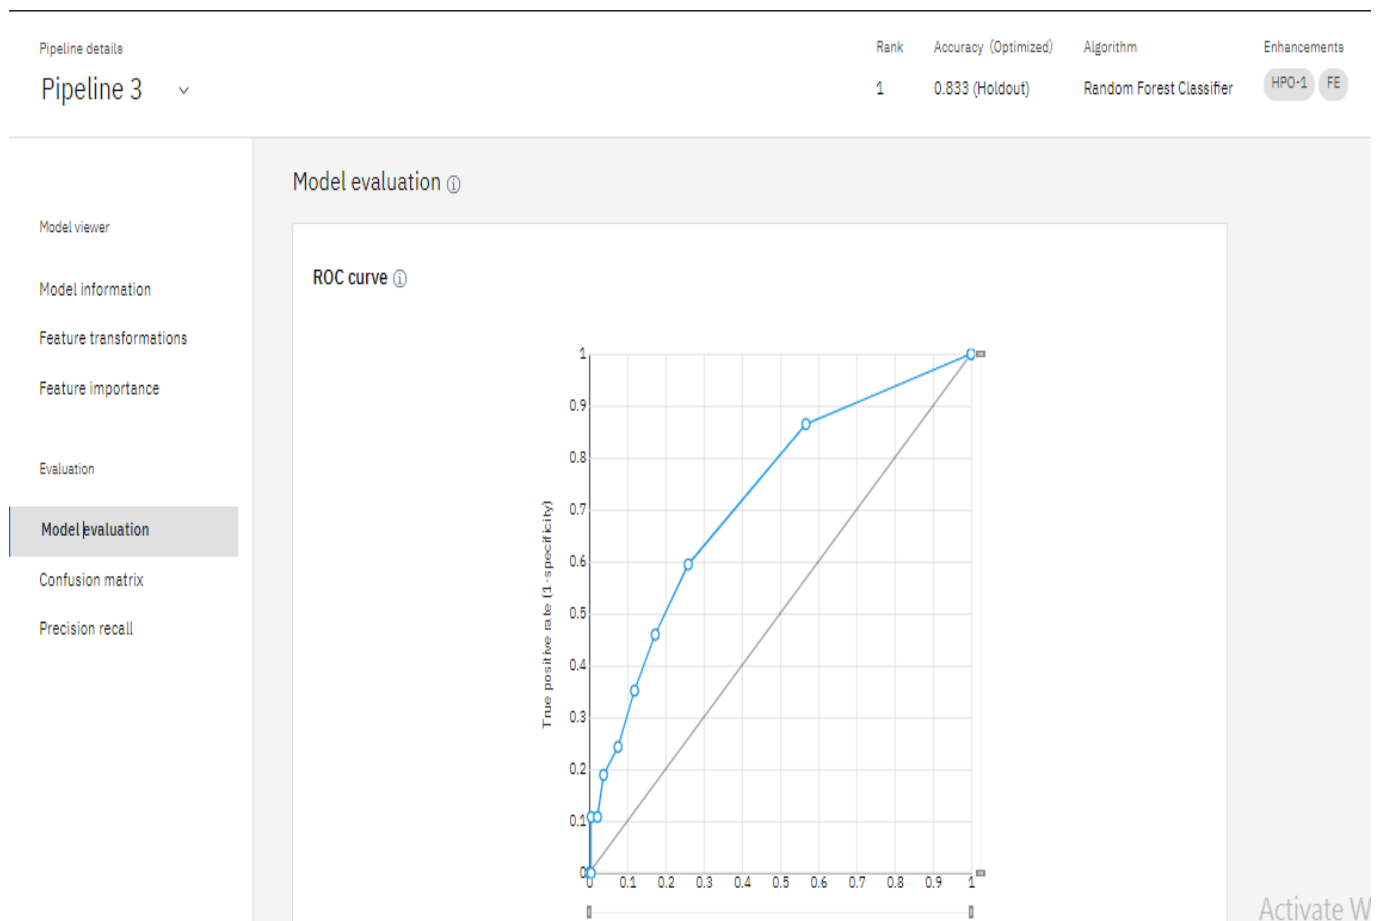 Pipeline details
Pipeline 3
Rank Accuracy (Optimized) Algorithm Enhancements
1 0.833 (Holdout) Random Forest Classifier HPO-1 FE
Model viewer
Model information
Feature transformations
Feature importance
Evaluation
Model evaluation
Confusion matrix
Precision recall
Model evaluation
ROC curve
True positive rate (1-specificity)
1
0.9
0.8
0.7
0.6
0.5
0.4
0.3
0.2
0.1
0
0 0.1 0.2 0.3 0.4 0.5 0.6 0.7 0.8 0.9 1
Activate W